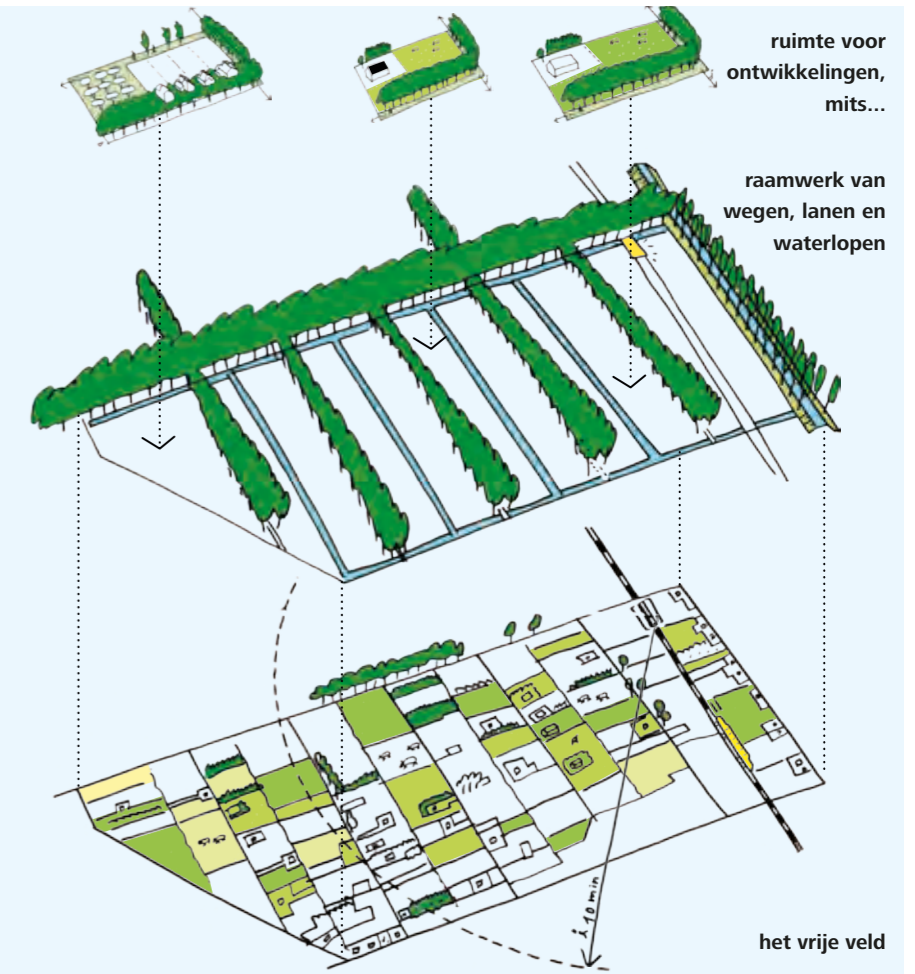 ruimte voor
ontwikkelingen,
mits...
raamwerk van
wegen, lanen en
waterlopen
10 min
het vrije veld